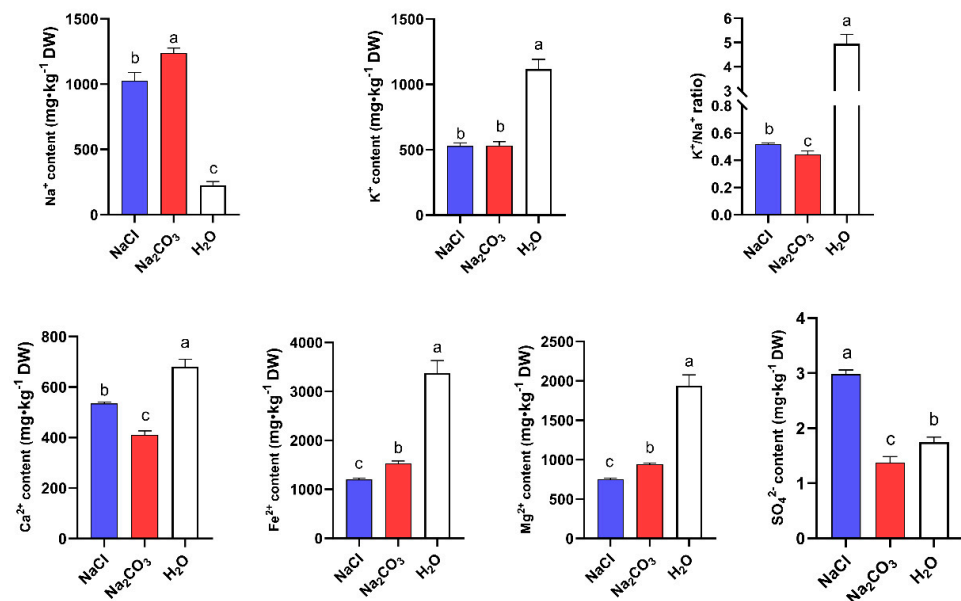 Na⁺ content (mg•kg⁻¹ DW)
1500
1000
500
0
b
a
c
NaCl
Na₂CO₃
H₂O
K⁺ content (mg•kg⁻¹ DW)
1500
1000
500
0
b
b
a
NaCl
Na₂CO₃
H₂O
K⁺/Na⁺ ratio)
6
5
4
3
0.8
0.6
0.4
0.2
0.0
b
c
a
NaCl
Na₂CO₃
H₂O
Ca²⁺ content (mg•kg⁻¹ DW)
800
600
400
200
0
b
c
a
NaCl
Na₂CO₃
H₂O
Fe²⁺ content (mg•kg⁻¹ DW)
4000
3000
2000
1000
0
c
b
a
NaCl
Na₂CO₃
H₂O
Mg²⁺ content (mg•kg⁻¹ DW)
2500
2000
1500
1000
500
0
c
b
a
NaCl
Na₂CO₃
H₂O
SO₄²⁻ content (mg•kg⁻¹ DW)
4
3
2
1
0
a
c
b
NaCl
Na₂CO₃
H₂O